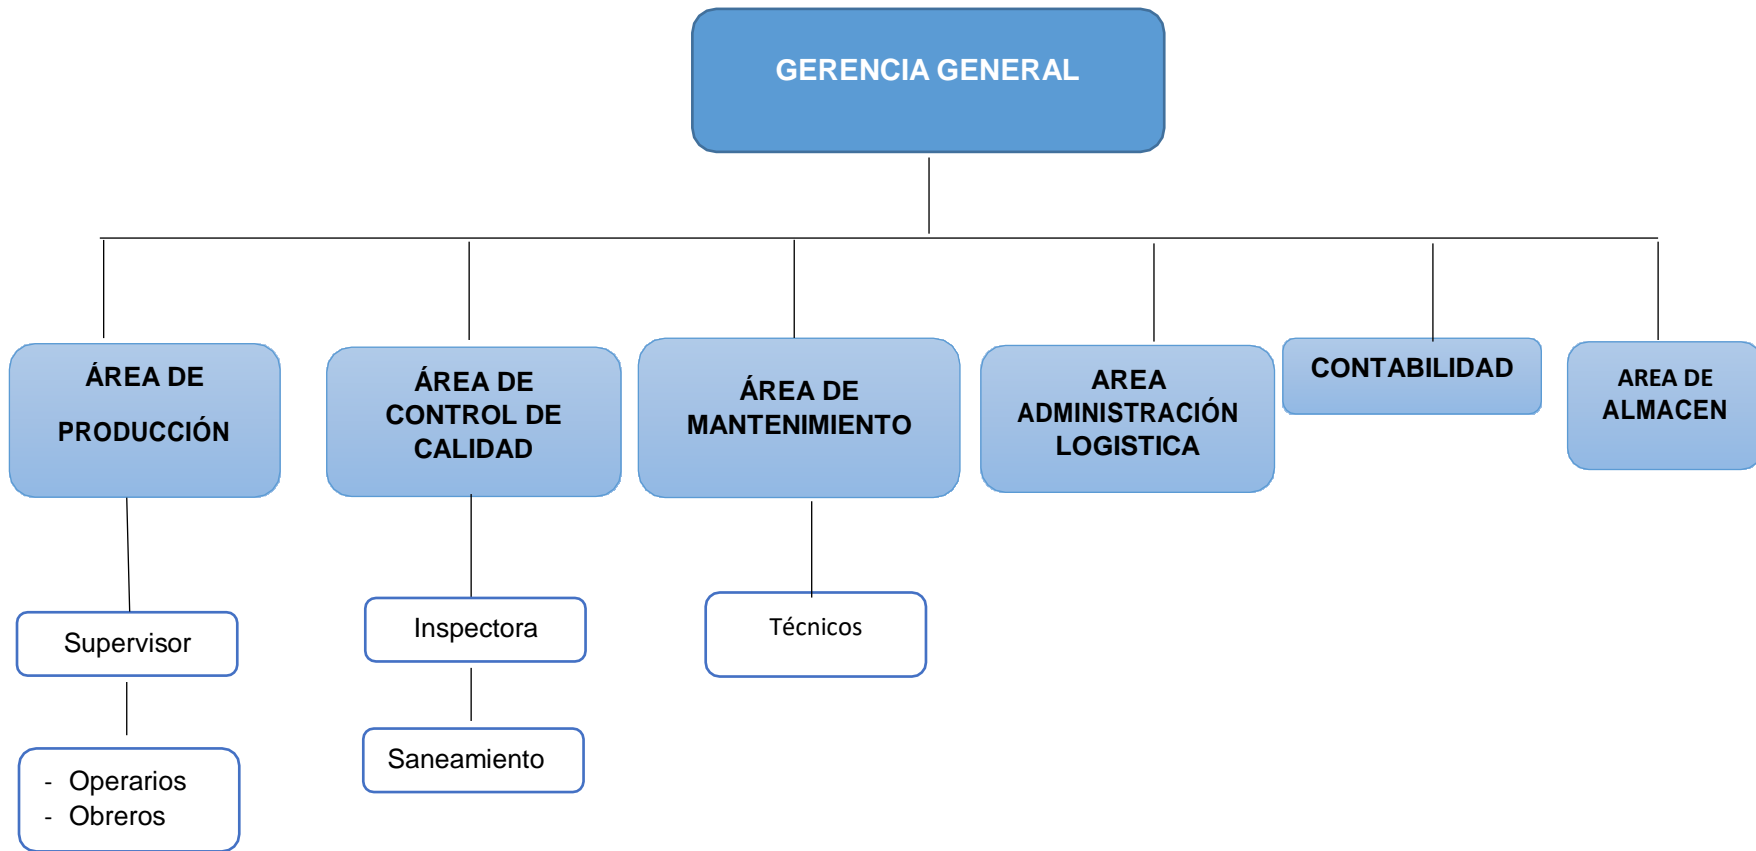 GERENCIA GENERAL
ÁREA DE
PRODUCCIÓN
ÁREA DE
CONTROL DE
CALIDAD
ÁREA DE
MANTENIMIENTO
AREA
ADMINISTRACIÓN
LOGISTICA
CONTABILIDAD
AREA DE
ALMACEN
Supervisor
Inspectora
Técnicos
Saneamiento
- Operarios
- Obreros